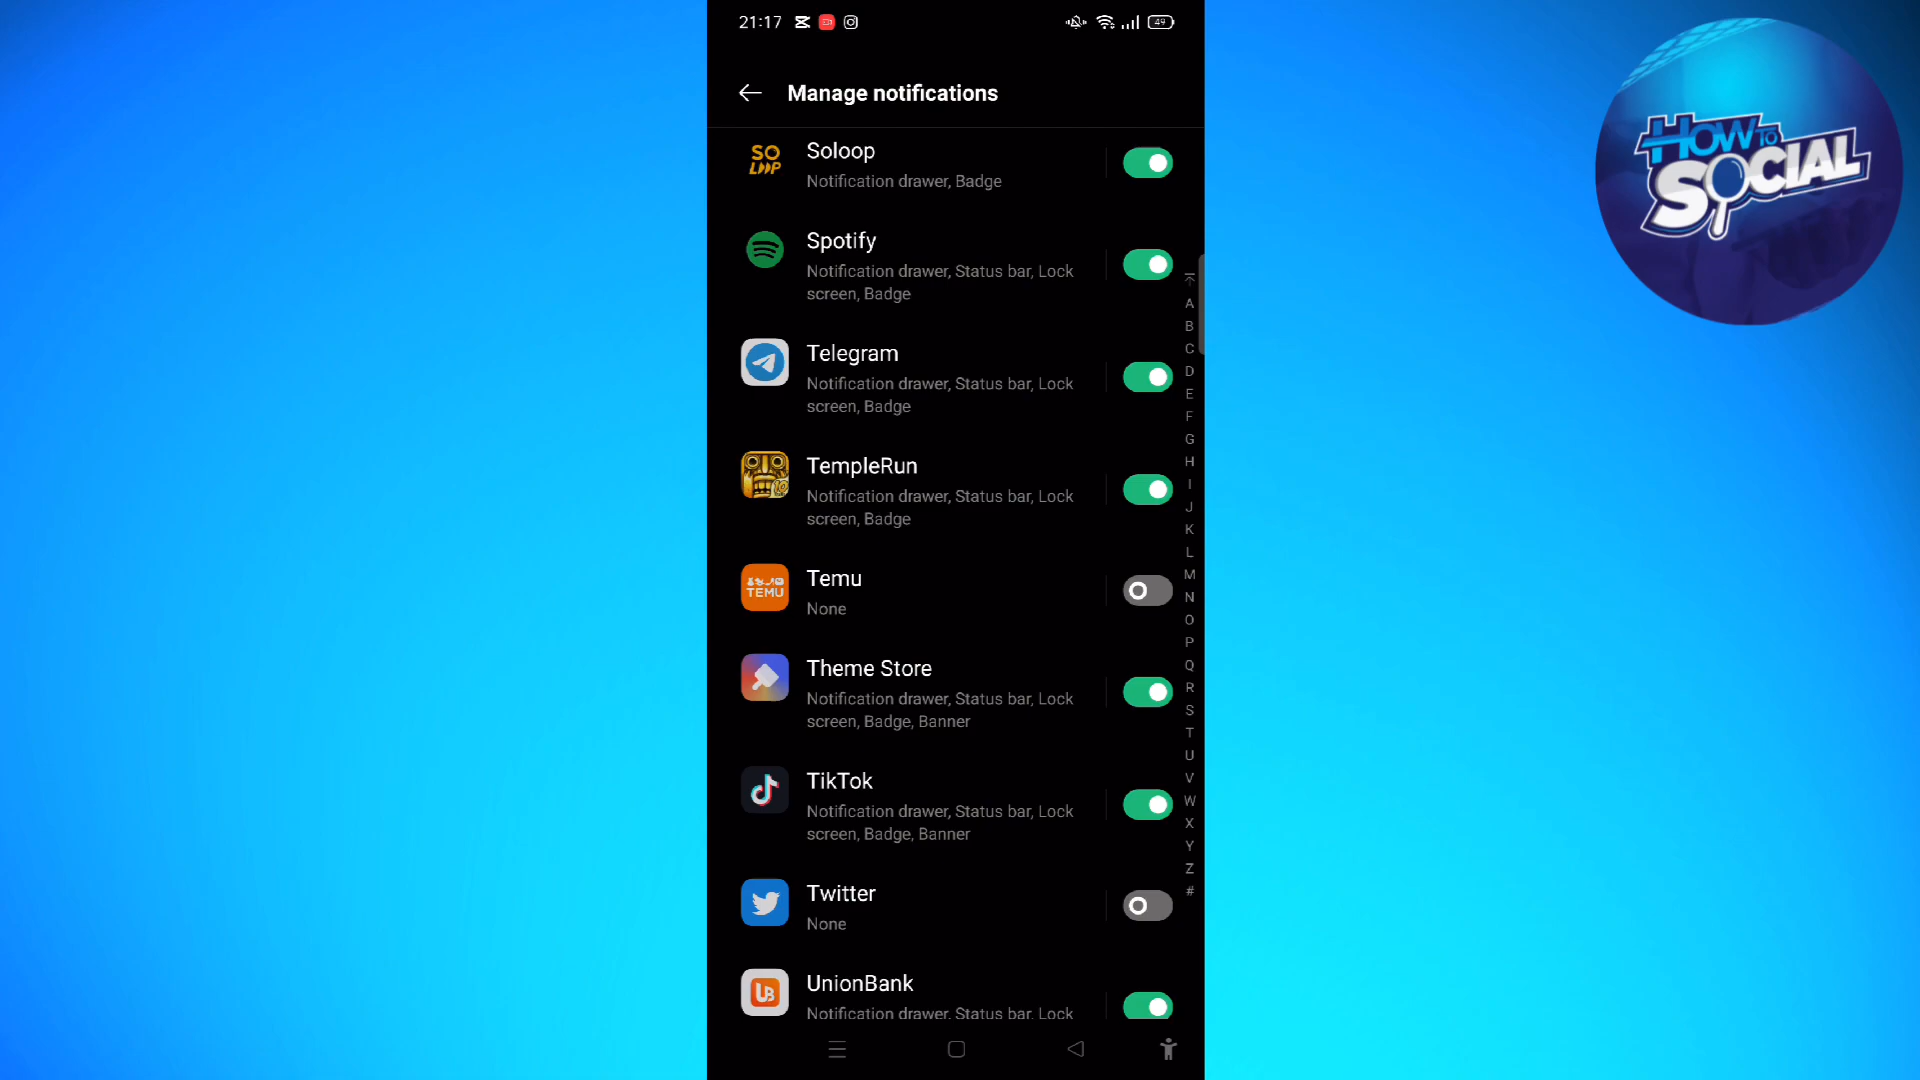 21:17
49
Manage notifications
HOW TO
SOCIAL
SO
LOOP
Soloop
Notification drawer, Badge
Spotify
Notification drawer, Status bar, Lock
screen, Badge
Telegram
Notification drawer, Status bar, Lock
screen, Badge
TempleRun
Notification drawer, Status bar, Lock
screen, Badge
TEMU
Temu
None
Theme Store
Notification drawer, Status bar, Lock
screen, Badge, Banner
TikTok
Notification drawer, Status bar, Lock
screen, Badge, Banner
Twitter
None
UB
UnionBank
Notification drawer, Status bar, Lock
A
B
C
D
E
F
G
H
I
J
K
L
M
N
O
P
Q
R
S
T
U
V
W
X
Y
Z
#